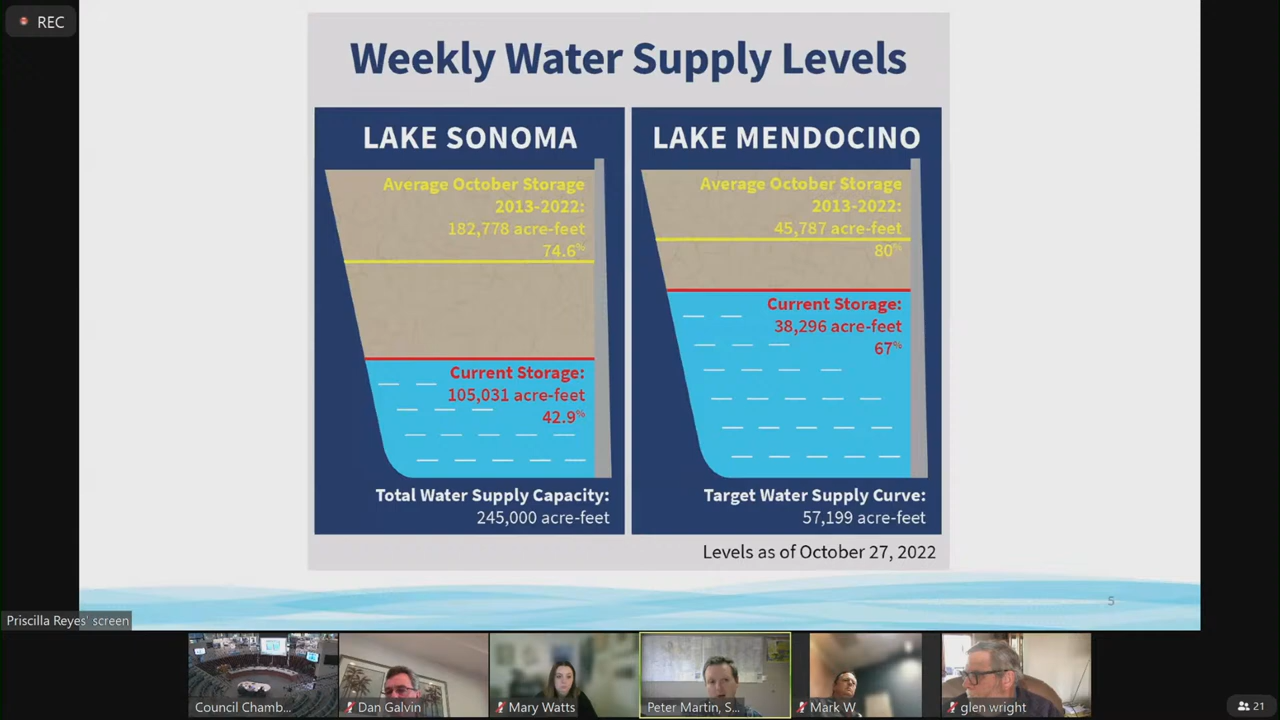 REC
Weekly Water Supply Levels
LAKE SONOMA
Average October Storage
2013-2022:
182,778 acre-feet
74.6%
Current Storage:
105,031 acre-feet
42.9%
Total Water Supply Capacity:
245,000 acre-feet
LAKE MENDOCINO
Average October Storage
2013-2022:
45,787 acre-feet
80%
Current Storage:
38,296 acre-feet
67%
Target Water Supply Curve:
57,199 acre-feet
Levels as of October 27, 2022
5
Priscilla Reyes' screen
Council Chamb...
Dan Galvin
Mary Watts
Peter Martin, S...
Mark W
glen wright
21